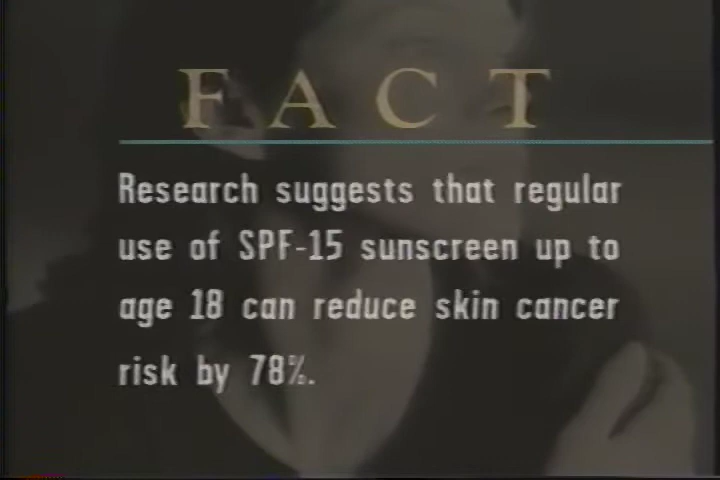 FACT
Research suggests that regular
use of SPF-15 sunscreen up to
age 18 can reduce skin cancer
risk by 78%.